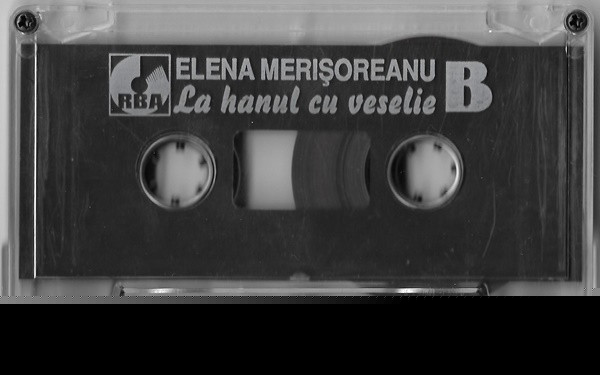 ELENA MERIŞOREANU
La hanul cu veselie
B
RBA